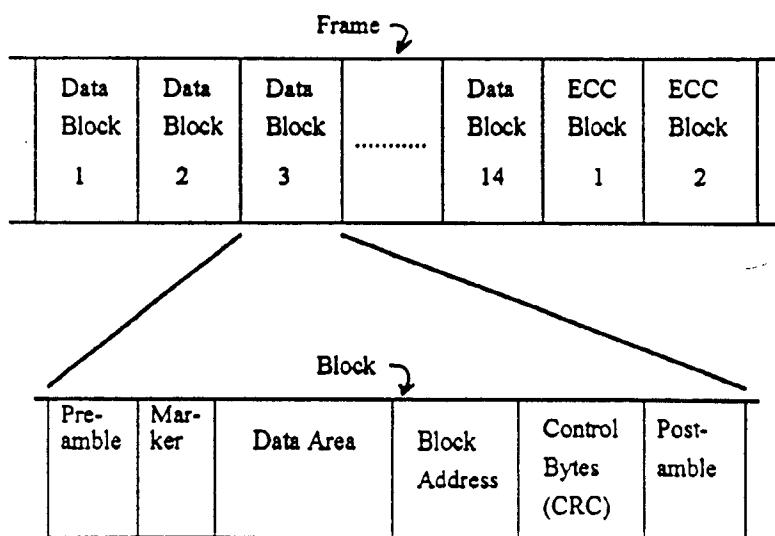 Frame
Data Data Data Data ECC ECC
Block Block Block ........... Block Block Block
1 2 3 14 1 2
Block
Pre-
amble
Mar-
ker
Data Area
Block
Address
Control
Bytes
(CRC)
Post-
amble